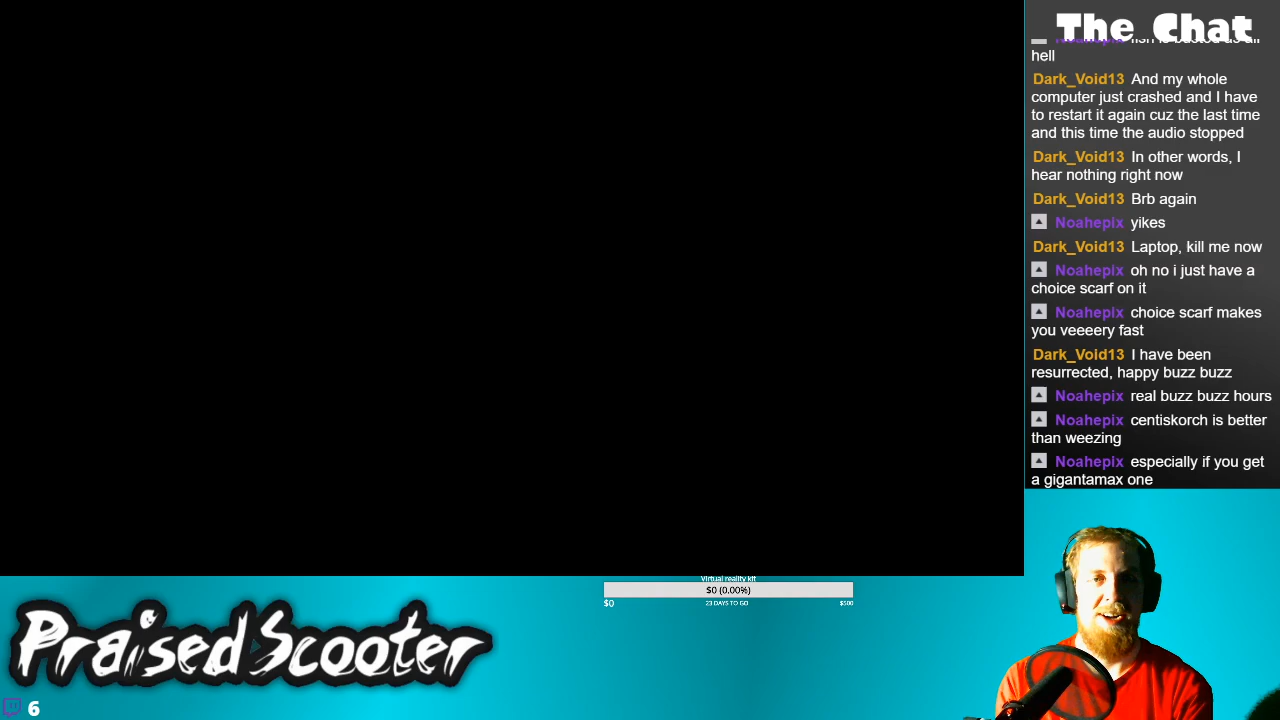 The Chat
hell
Dark_Void13 And my whole
computer just crashed and I have
to restart it again cuz the last time
and this time the audio stopped
Dark_Void13 In other words, I
hear nothing right now
Dark_Void13 Brb again
Noahepix yikes
Dark_Void13 Laptop, kill me now
Noahepix oh no i just have a
choice scarf on it
Noahepix choice scarf makes
you veeeery fast
Dark_Void13 I have been
resurrected, happy buzz buzz
Noahepix real buzz buzz hours
Noahepix centiskorch is better
than weezing
Noahepix especially if you get
a gigantamax one
Virtual reality kit
$0 (0.00%)
$0 23 DAYS TO GO $500
PraisedScooter
6